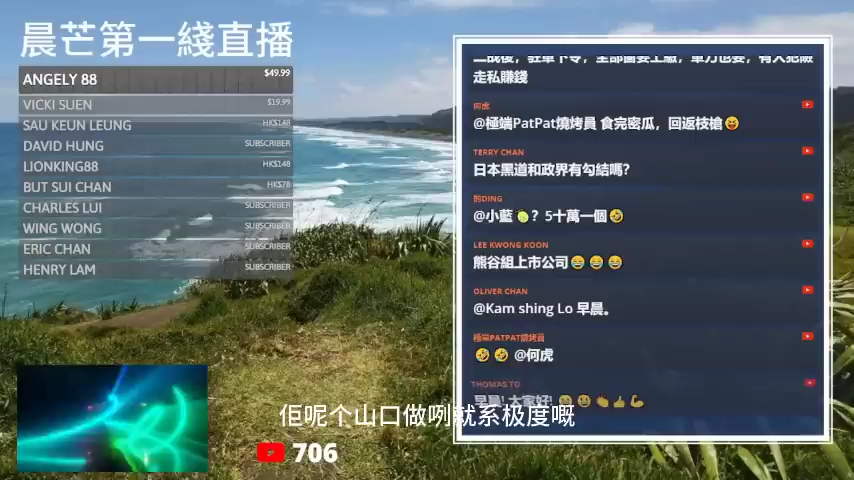 晨芒第一綫直播
ANGELY 88 $49.99
VICKI SUEN $19.99
SAU KEUN LEUNG HK$148
DAVID HUNG SUBSCRIBER
LIONKING88 HK$148
BUT SUI CHAN HK$78
CHARLES LUI SUBSCRIBER
WING WONG SUBSCRIBER
ERIC CHAN SUBSCRIBER
HENRY LAM SUBSCRIBER
走私賺錢
何虎
@極端PatPat燒烤員 食完密瓜，回返枝槍😝
TERRY CHAN
日本黑道和政界有勾結嗎?
@小藍🍈? 5十萬一個🤣
LEE KWONG KOON
熊谷組上市公司😂😂😂
OLIVER CHAN
@Kam shing Lo 早晨。
極端PATPAT燒烤員
🤣🤣 @何虎
THOMAS TO
早晨! 大家好!
佢呢个山口做咧就系极度嘅
706